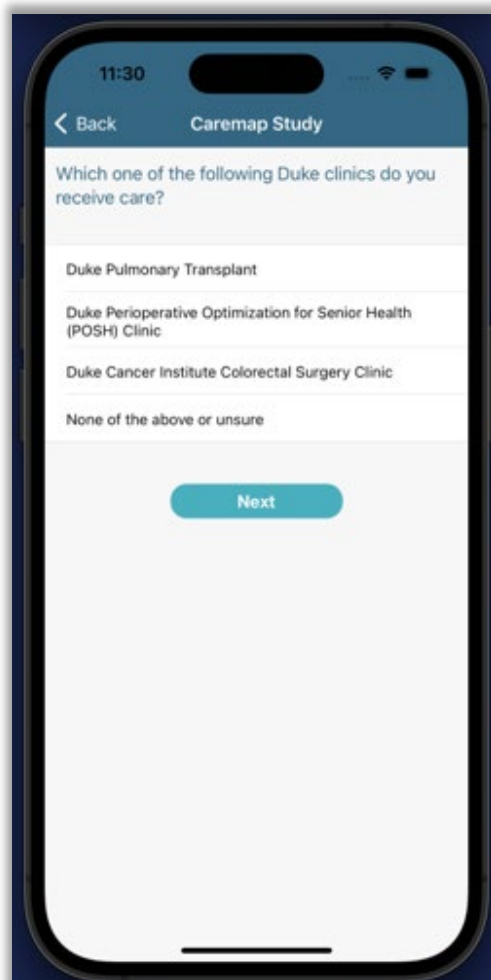 11:30
Back Caremap Study
Which one of the following Duke clinics do you
receive care?
Duke Pulmonary Transplant
Duke Perioperative Optimization for Senior Health
(POSH) Clinic
Duke Cancer Institute Colorectal Surgery Clinic
None of the above or unsure
Next